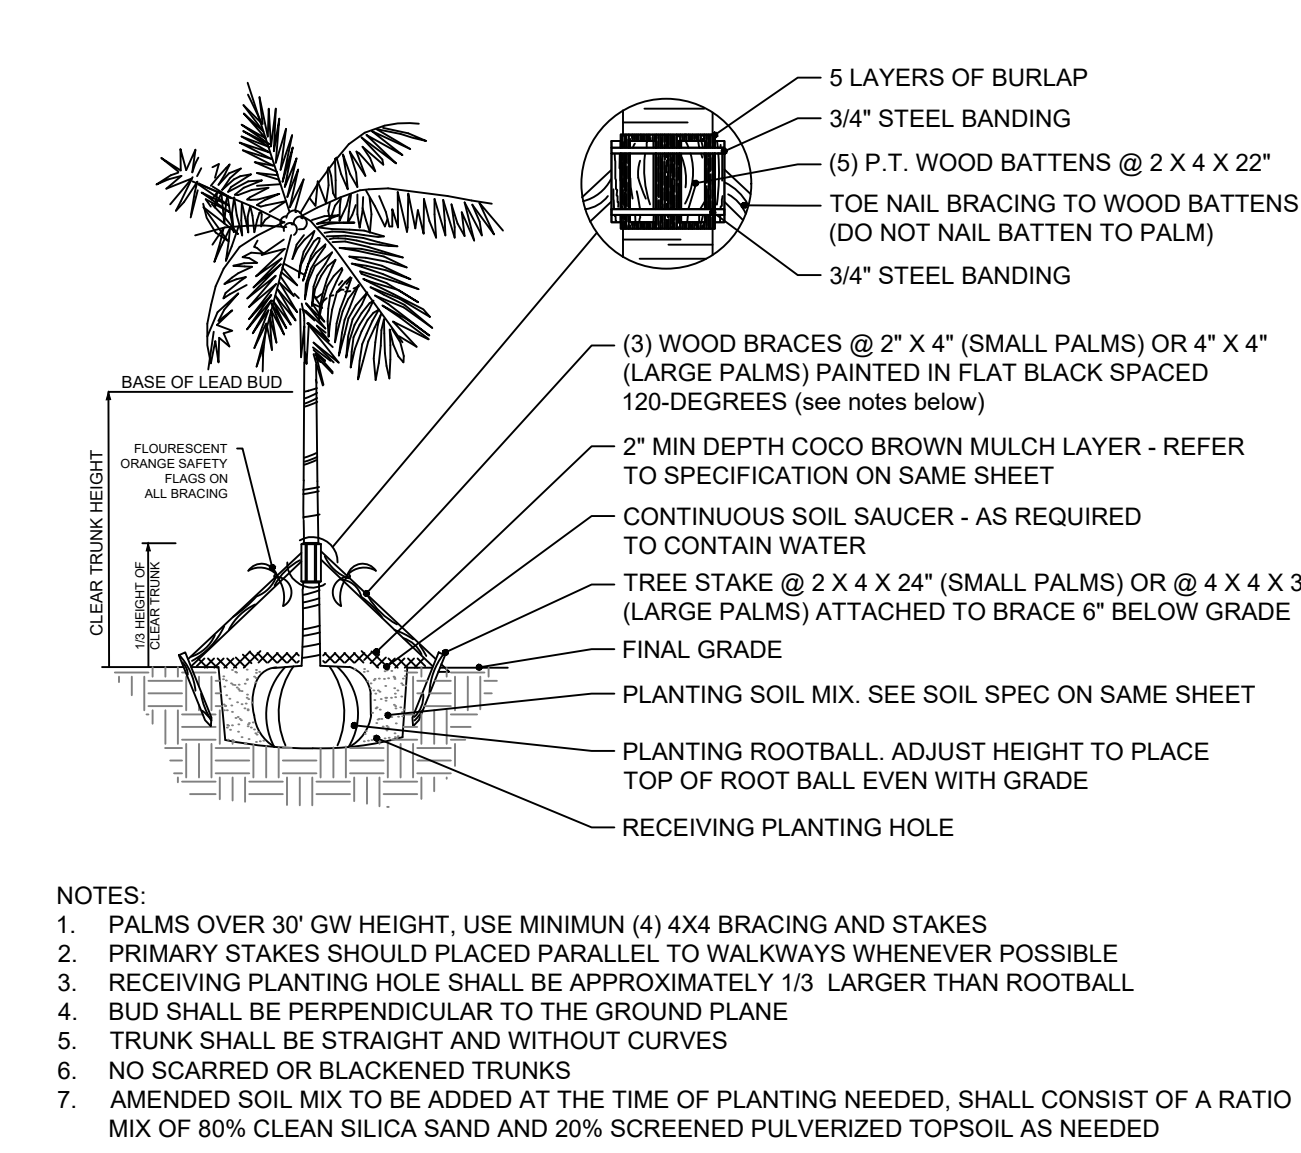 5 LAYERS OF BURLAP
3/4" STEEL BANDING
(5) P.T. WOOD BATTENS @ 2 X 4 X 22"
TOE NAIL BRACING TO WOOD BATTENS
(DO NOT NAIL BATTEN TO PALM)
3/4" STEEL BANDING
(3) WOOD BRACES @ 2" X 4" (SMALL PALMS) OR 4" X 4"
(LARGE PALMS) PAINTED IN FLAT BLACK SPACED
120-DEGREES (see notes below)
BASE OF LEAD BUD
CLEAR TRUNK HEIGHT
FLOURESCENT
ORANGE SAFETY
FLAGS ON
ALL BRACING
1/3 HEIGHT OF
CLEAR TRUNK
2" MIN DEPTH COCO BROWN MULCH LAYER - REFER
TO SPECIFICATION ON SAME SHEET
CONTINUOUS SOIL SAUCER - AS REQUIRED
TO CONTAIN WATER
TREE STAKE @ 2 X 4 X 24" (SMALL PALMS) OR @ 4 X 4 X
(LARGE PALMS) ATTACHED TO BRACE 6" BELOW GRADE
FINAL GRADE
PLANTING SOIL MIX. SEE SOIL SPEC ON SAME SHEET
PLANTING ROOTBALL. ADJUST HEIGHT TO PLACE
TOP OF ROOT BALL EVEN WITH GRADE
RECEIVING PLANTING HOLE
NOTES:
1. PALMS OVER 30' GW HEIGHT, USE MINIMUN (4) 4X4 BRACING AND STAKES
2. PRIMARY STAKES SHOULD PLACED PARALLEL TO WALKWAYS WHENEVER POSSIBLE
3. RECEIVING PLANTING HOLE SHALL BE APPROXIMATELY 1/3 LARGER THAN ROOTBALL
4. BUD SHALL BE PERPENDICULAR TO THE GROUND PLANE
5. TRUNK SHALL BE STRAIGHT AND WITHOUT CURVES
6. NO SCARRED OR BLACKENED TRUNKS
7. AMENDED SOIL MIX TO BE ADDED AT THE TIME OF PLANTING NEEDED, SHALL CONSIST OF A RATIO
MIX OF 80% CLEAN SILICA SAND AND 20% SCREENED PULVERIZED TOPSOIL AS NEEDED